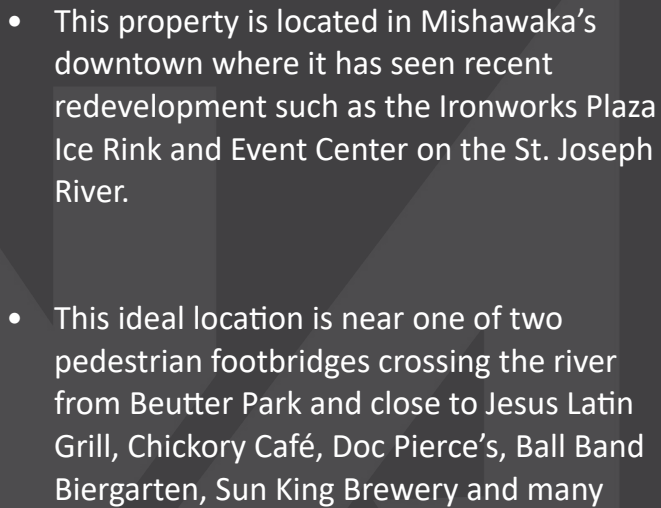 • This property is located in Mishawaka’s
downtown where it has seen recent
redevelopment such as the Ironworks Plaza
Ice Rink and Event Center on the St. Joseph
River.
• This ideal location is near one of two
pedestrian footbridges crossing the river
from Beutter Park and close to Jesus Latin
Grill, Chickory Café, Doc Pierce’s, Ball Band
Biergarten, Sun King Brewery and many